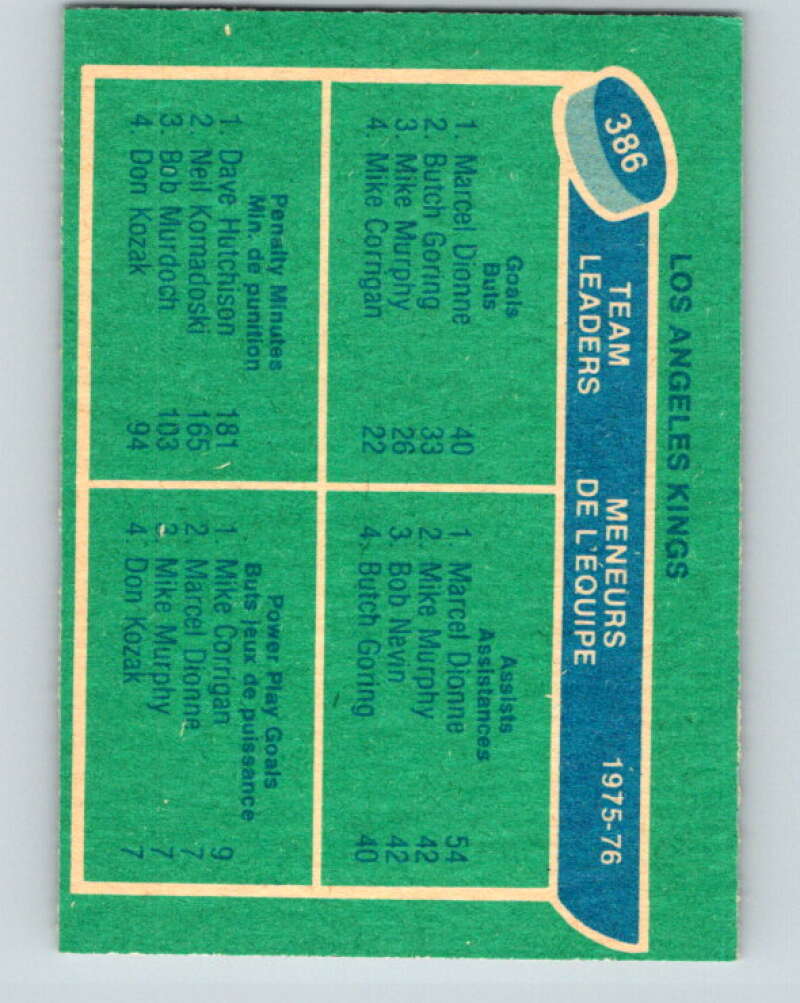 LOS ANGELES KINGS
386
TEAM LEADERS
MENEURS DE L'ÉQUIPE
1975-76
Goals
Buts
1. Marcel Dionne 40
2. Butch Goring 33
3. Mike Murphy 26
4. Mike Corrigan 22
Assists
Assistances
1. Marcel Dionne 54
2. Mike Murphy 42
3. Bob Nevin 42
4. Butch Goring 40
Penalty Minutes
Min. de punition
1. Dave Hutchison 181
2. Neil Komadoski 165
3. Bob Murdoch 103
4. Don Kozak 94
Power Play Goals
Buts jeux de puissance
1. Mike Corrigan 9
2. Marcel Dionne 7
3. Mike Murphy 7
4. Don Kozak 7